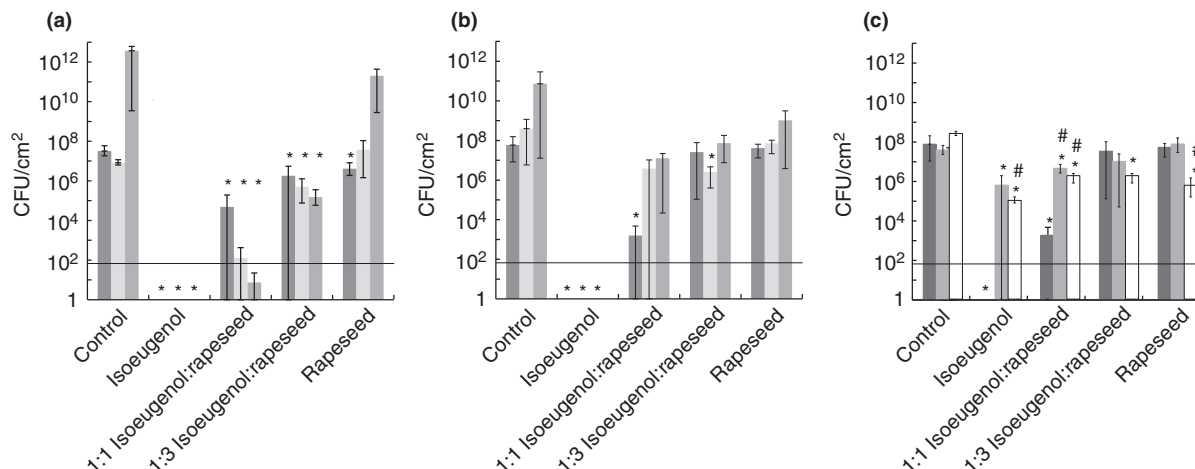 (a)
CFU/cm²
10¹²
10¹⁰
10⁸
10⁶
10⁴
10²
1
* * *
* * *
* * *
*
Control
Isoeugenol
1:1 Isoeugenol:rapeseed
1:3 Isoeugenol:rapeseed
Rapeseed
(b)
CFU/cm²
10¹²
10¹⁰
10⁸
10⁶
10⁴
10²
1
* * *
*
*
Control
Isoeugenol
1:1 Isoeugenol:rapeseed
1:3 Isoeugenol:rapeseed
Rapeseed
(c)
CFU/cm²
10¹²
10¹⁰
10⁸
10⁶
10⁴
10²
1
#
#
#
*
*
*
*
*
*
*
Control
Isoeugenol
1:1 Isoeugenol:rapeseed
1:3 Isoeugenol:rapeseed
Rapeseed